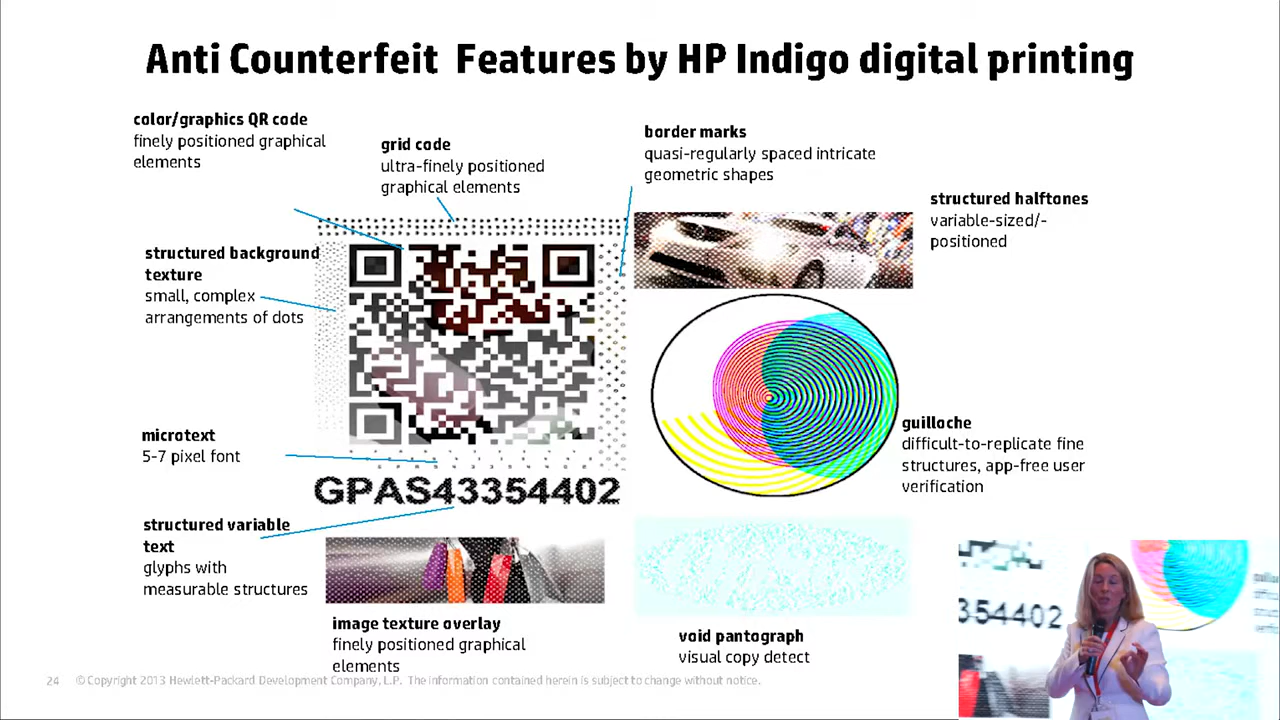 Anti Counterfeit Features by HP Indigo digital printing
color/graphics QR code
finely positioned graphical
elements
grid code
ultra-finely positioned
graphical elements
border marks
quasi-regularly spaced intricate
geometric shapes
structured halftones
variable-sized/-
positioned
structured background
texture
small, complex
arrangements of dots
guilloche
difficult-to-replicate fine
structures, app-free user
verification
microtext
5-7 pixel font
GPAS43354402
structured variable
text
glyphs with
measurable structures
image texture overlay
finely positioned graphical
elements
void pantograph
visual copy detect
354402
24 © Copyright 2013 Hewlett-Packard Development Company, L.P. The information contained herein is subject to change without notice.